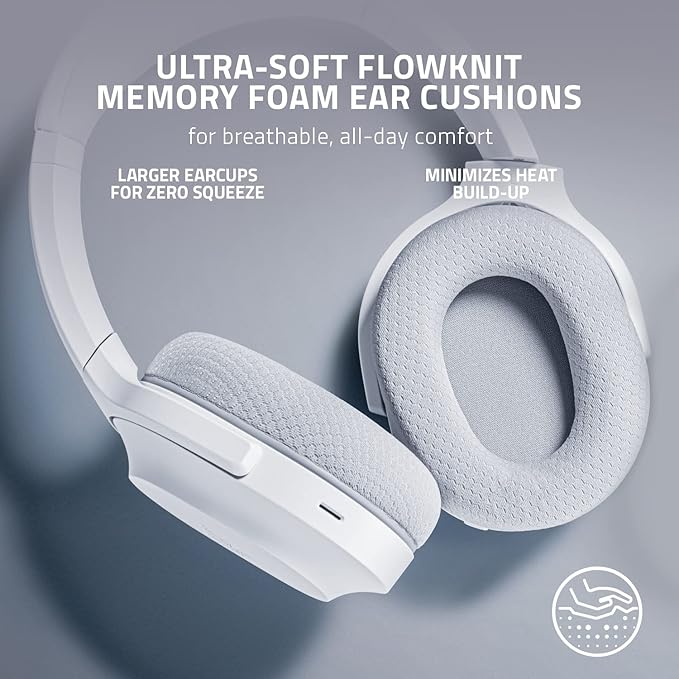 ULTRA-SOFT FLOWKNIT
MEMORY FOAM EAR CUSHIONS
for breathable, all-day comfort
LARGER EARCUPS
FOR ZERO SQUEEZE
MINIMIZES HEAT
BUILD-UP